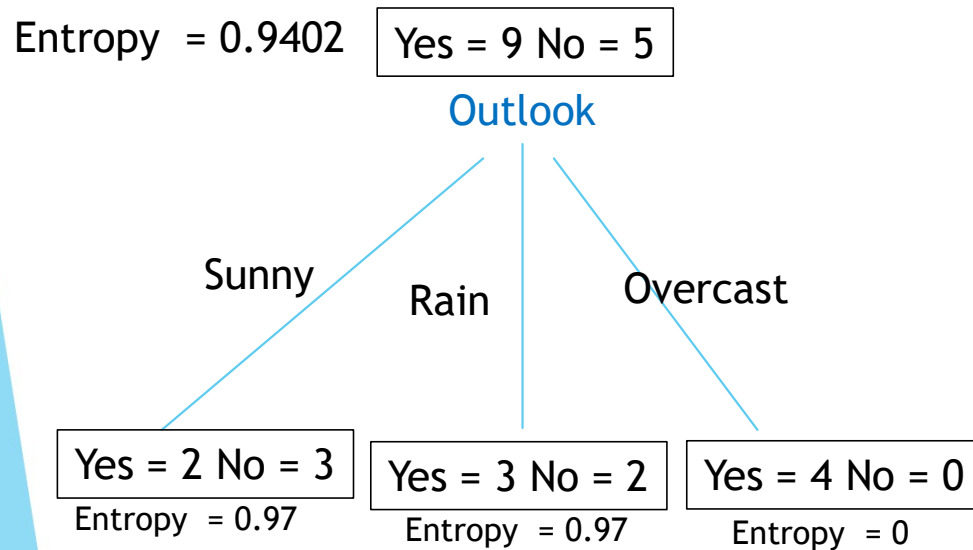 Entropy = 0.9402
Yes = 9 No = 5
Outlook
Sunny
Rain
Overcast
Yes = 2 No = 3
Yes = 3 No = 2
Yes = 4 No = 0
Entropy = 0.97
Entropy = 0.97
Entropy = 0